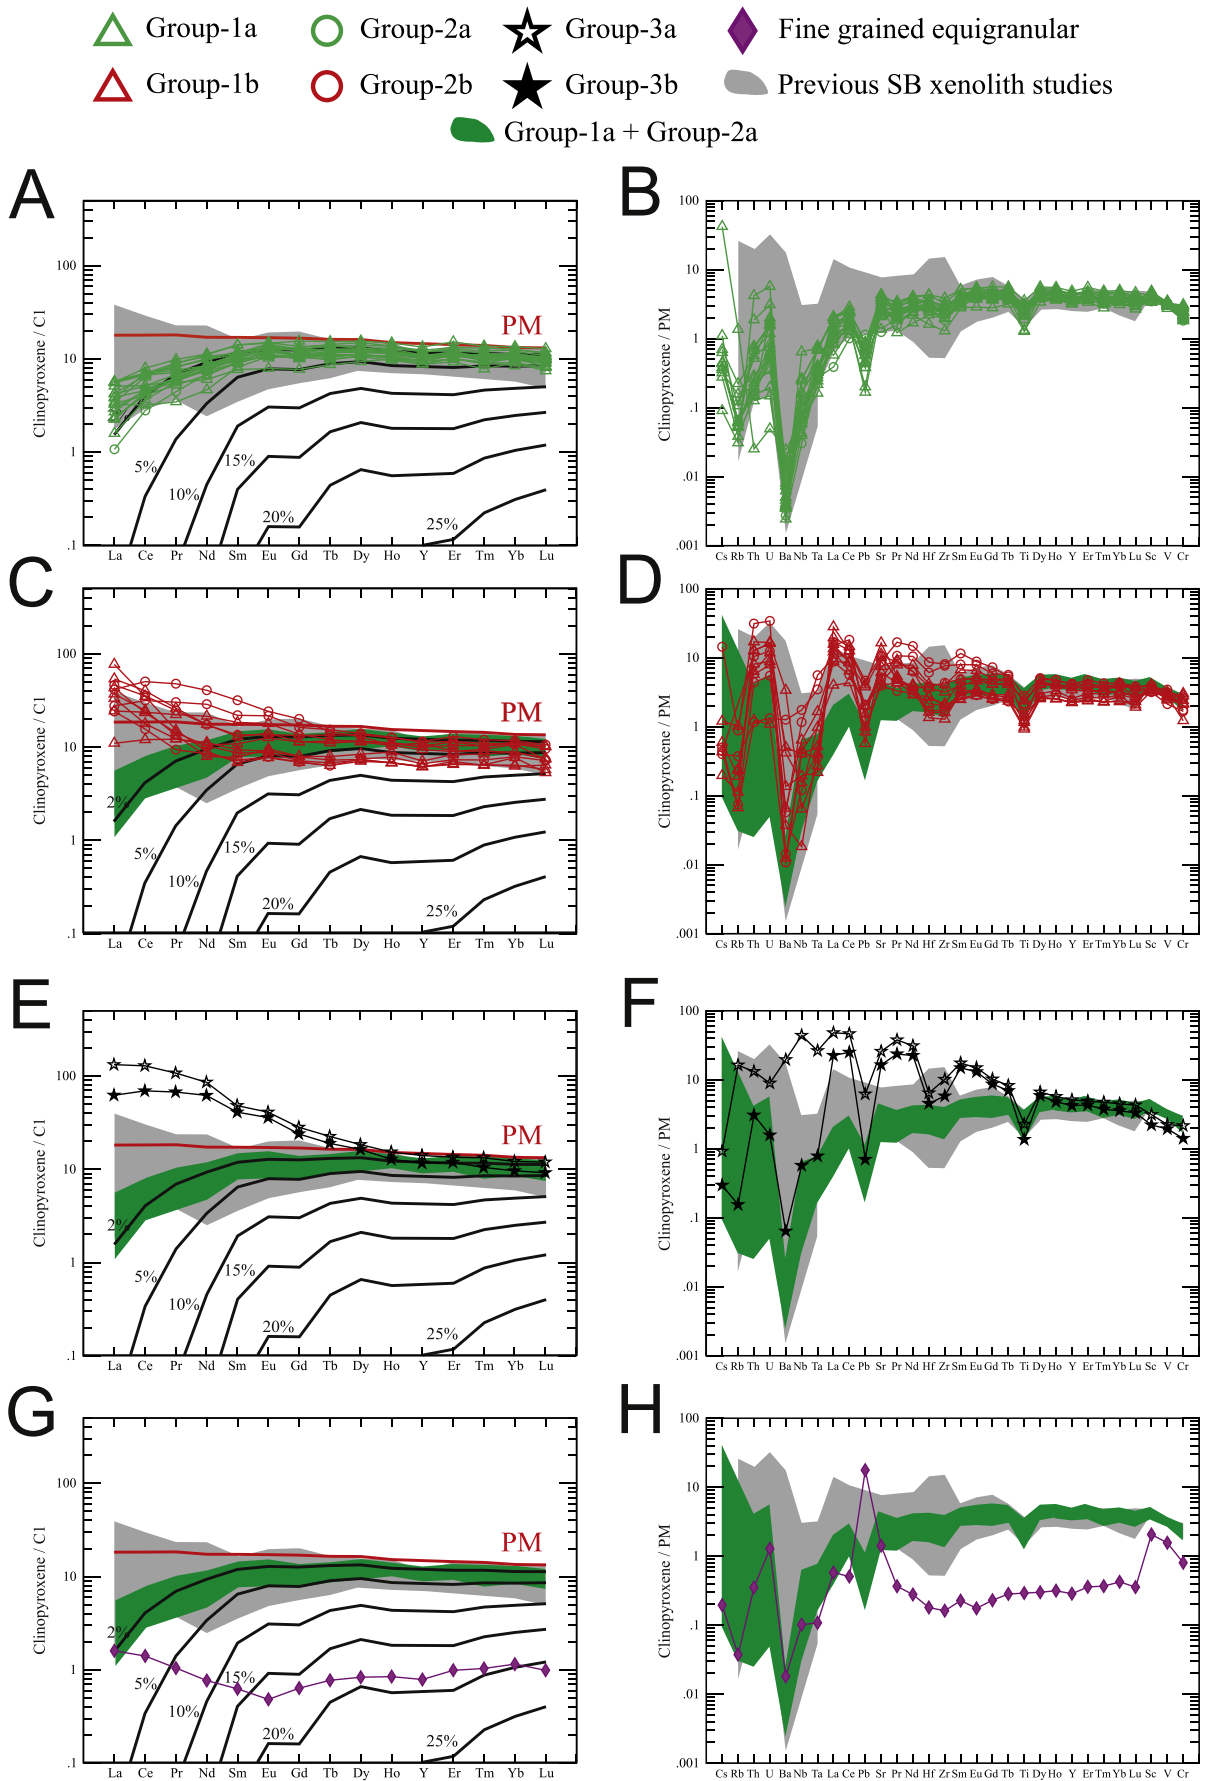 Group-1a Group-2a Group-3a Fine grained equigranular
Group-1b Group-2b Group-3b Previous SB xenolith studies
Group-1a + Group-2a
A
Clinopyroxene / C1
100
10
1
.1
PM
2%
5%
10%
15%
20%
25%
La Ce Pr Nd Sm Eu Gd Tb Dy Ho Y Er Tm Yb Lu
B
Clinopyroxene / PM
100
10
1
.1
.01
.001
Cs Rb Th U Ba Nb Ta La Ce Pb Sr Pr Nd Hf Zr Sm Eu Gd Tb Ti Dy Ho Y Er Tm Yb Lu Sc V Cr
C
Clinopyroxene / C1
100
10
1
.1
PM
2%
5%
10%
15%
20%
25%
La Ce Pr Nd Sm Eu Gd Tb Dy Ho Y Er Tm Yb Lu
D
Clinopyroxene / PM
100
10
1
.1
.01
.001
Cs Rb Th U Ba Nb Ta La Ce Pb Sr Pr Nd Hf Zr Sm Eu Gd Tb Ti Dy Ho Y Er Tm Yb Lu Sc V Cr
E
Clinopyroxene / C1
100
10
1
.1
PM
2%
5%
10%
15%
20%
25%
La Ce Pr Nd Sm Eu Gd Tb Dy Ho Y Er Tm Yb Lu
F
Clinopyroxene / PM
100
10
1
.1
.01
.001
Cs Rb Th U Ba Nb Ta La Ce Pb Sr Pr Nd Hf Zr Sm Eu Gd Tb Ti Dy Ho Y Er Tm Yb Lu Sc V Cr
G
Clinopyroxene / C1
100
10
1
.1
PM
2%
5%
10%
15%
20%
25%
La Ce Pr Nd Sm Eu Gd Tb Dy Ho Y Er Tm Yb Lu
H
Clinopyroxene / PM
100
10
1
.1
.01
.001
Cs Rb Th U Ba Nb Ta La Ce Pb Sr Pr Nd Hf Zr Sm Eu Gd Tb Ti Dy Ho Y Er Tm Yb Lu Sc V Cr